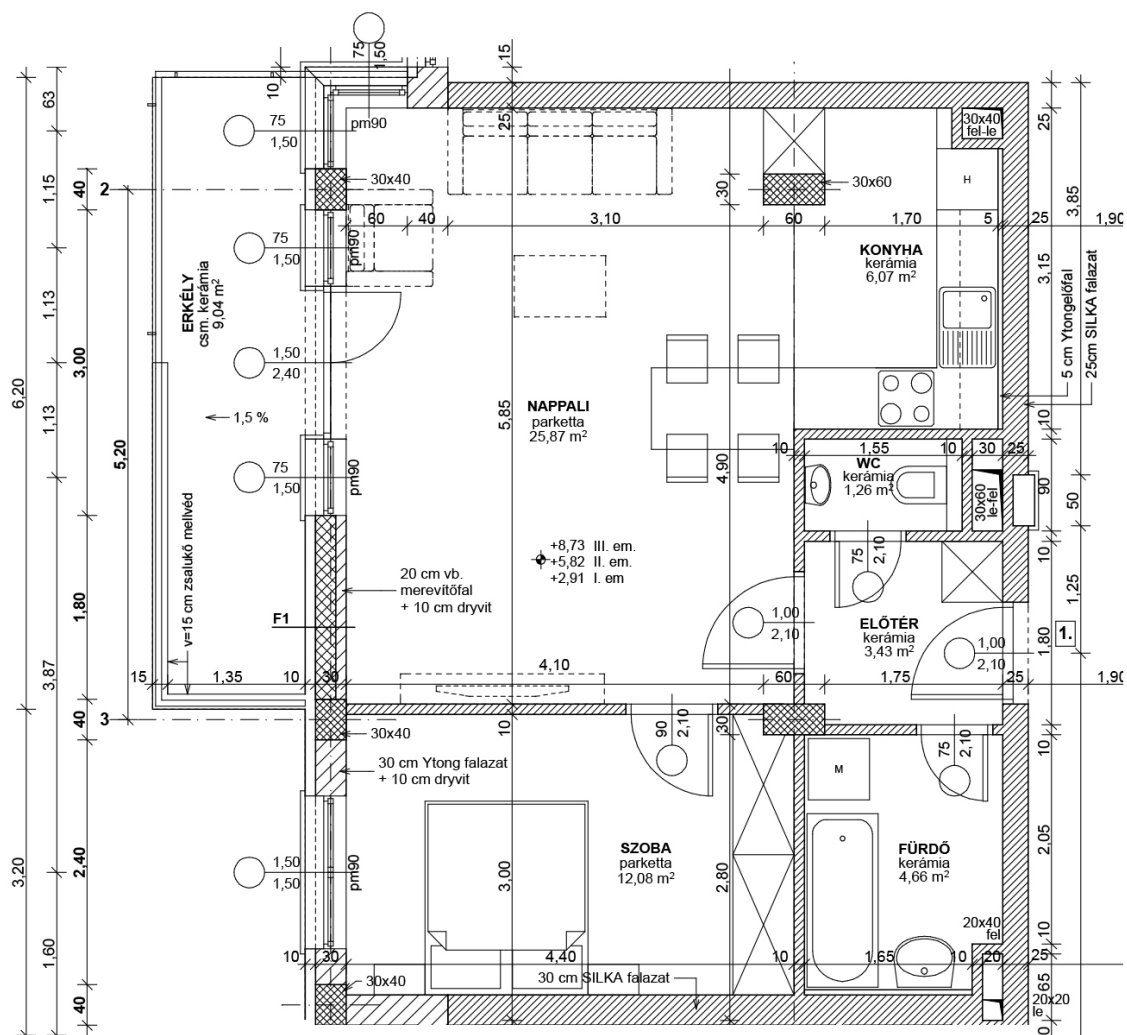 75
1,50
15
10
63
75
1,50
pm90
25
30x40
fel-le
25
1,15
40
2
30x40
30
30x60
H
3,85
60
40
3,10
60
1,70
5
25
1,90
75
1,50
pm90
ERKÉLY
csm. kerámia
9,04 m²
KONYHA
kerámia
6,07 m²
3,15
1,13
3,00
1,50
2,40
5 cm Ytongelőfal
25cm SILKA falazat
6,20
5,20
1,5 %
NAPPALI
parketta
25,87 m²
5,85
4,90
10
1,13
10
1,55
10
30
25
WC
kerámia
1,26 m²
75
1,50
pm90
30x60
le-fel
90
50
v=15 cm zsalukő mellvéd
+8,73 III. em.
+5,82 II. em.
+2,91 I. em
20 cm vb.
merevítőfal
+ 10 cm dryvit
75
2,10
10
1,25
1,80
F1
1,00
2,10
ELŐTÉR
kerámia
3,43 m²
1,00
2,10
1,80
1.
3,87
15
1,35
10
30
4,10
60
1,75
25
1,90
40
3
30x40
10
90
2,10
30
75
2,10
10
30 cm Ytong falazat
+ 10 cm dryvit
M
3,20
2,40
1,50
1,50
pm90
3,00
SZOBA
parketta
12,08 m²
2,80
FÜRDŐ
kerámia
4,66 m²
2,05
20x40
fel
10
1,60
10
30
4,40
10
1,65
10
20
25
30x40
30 cm SILKA falazat
65
40
20x20
le
0